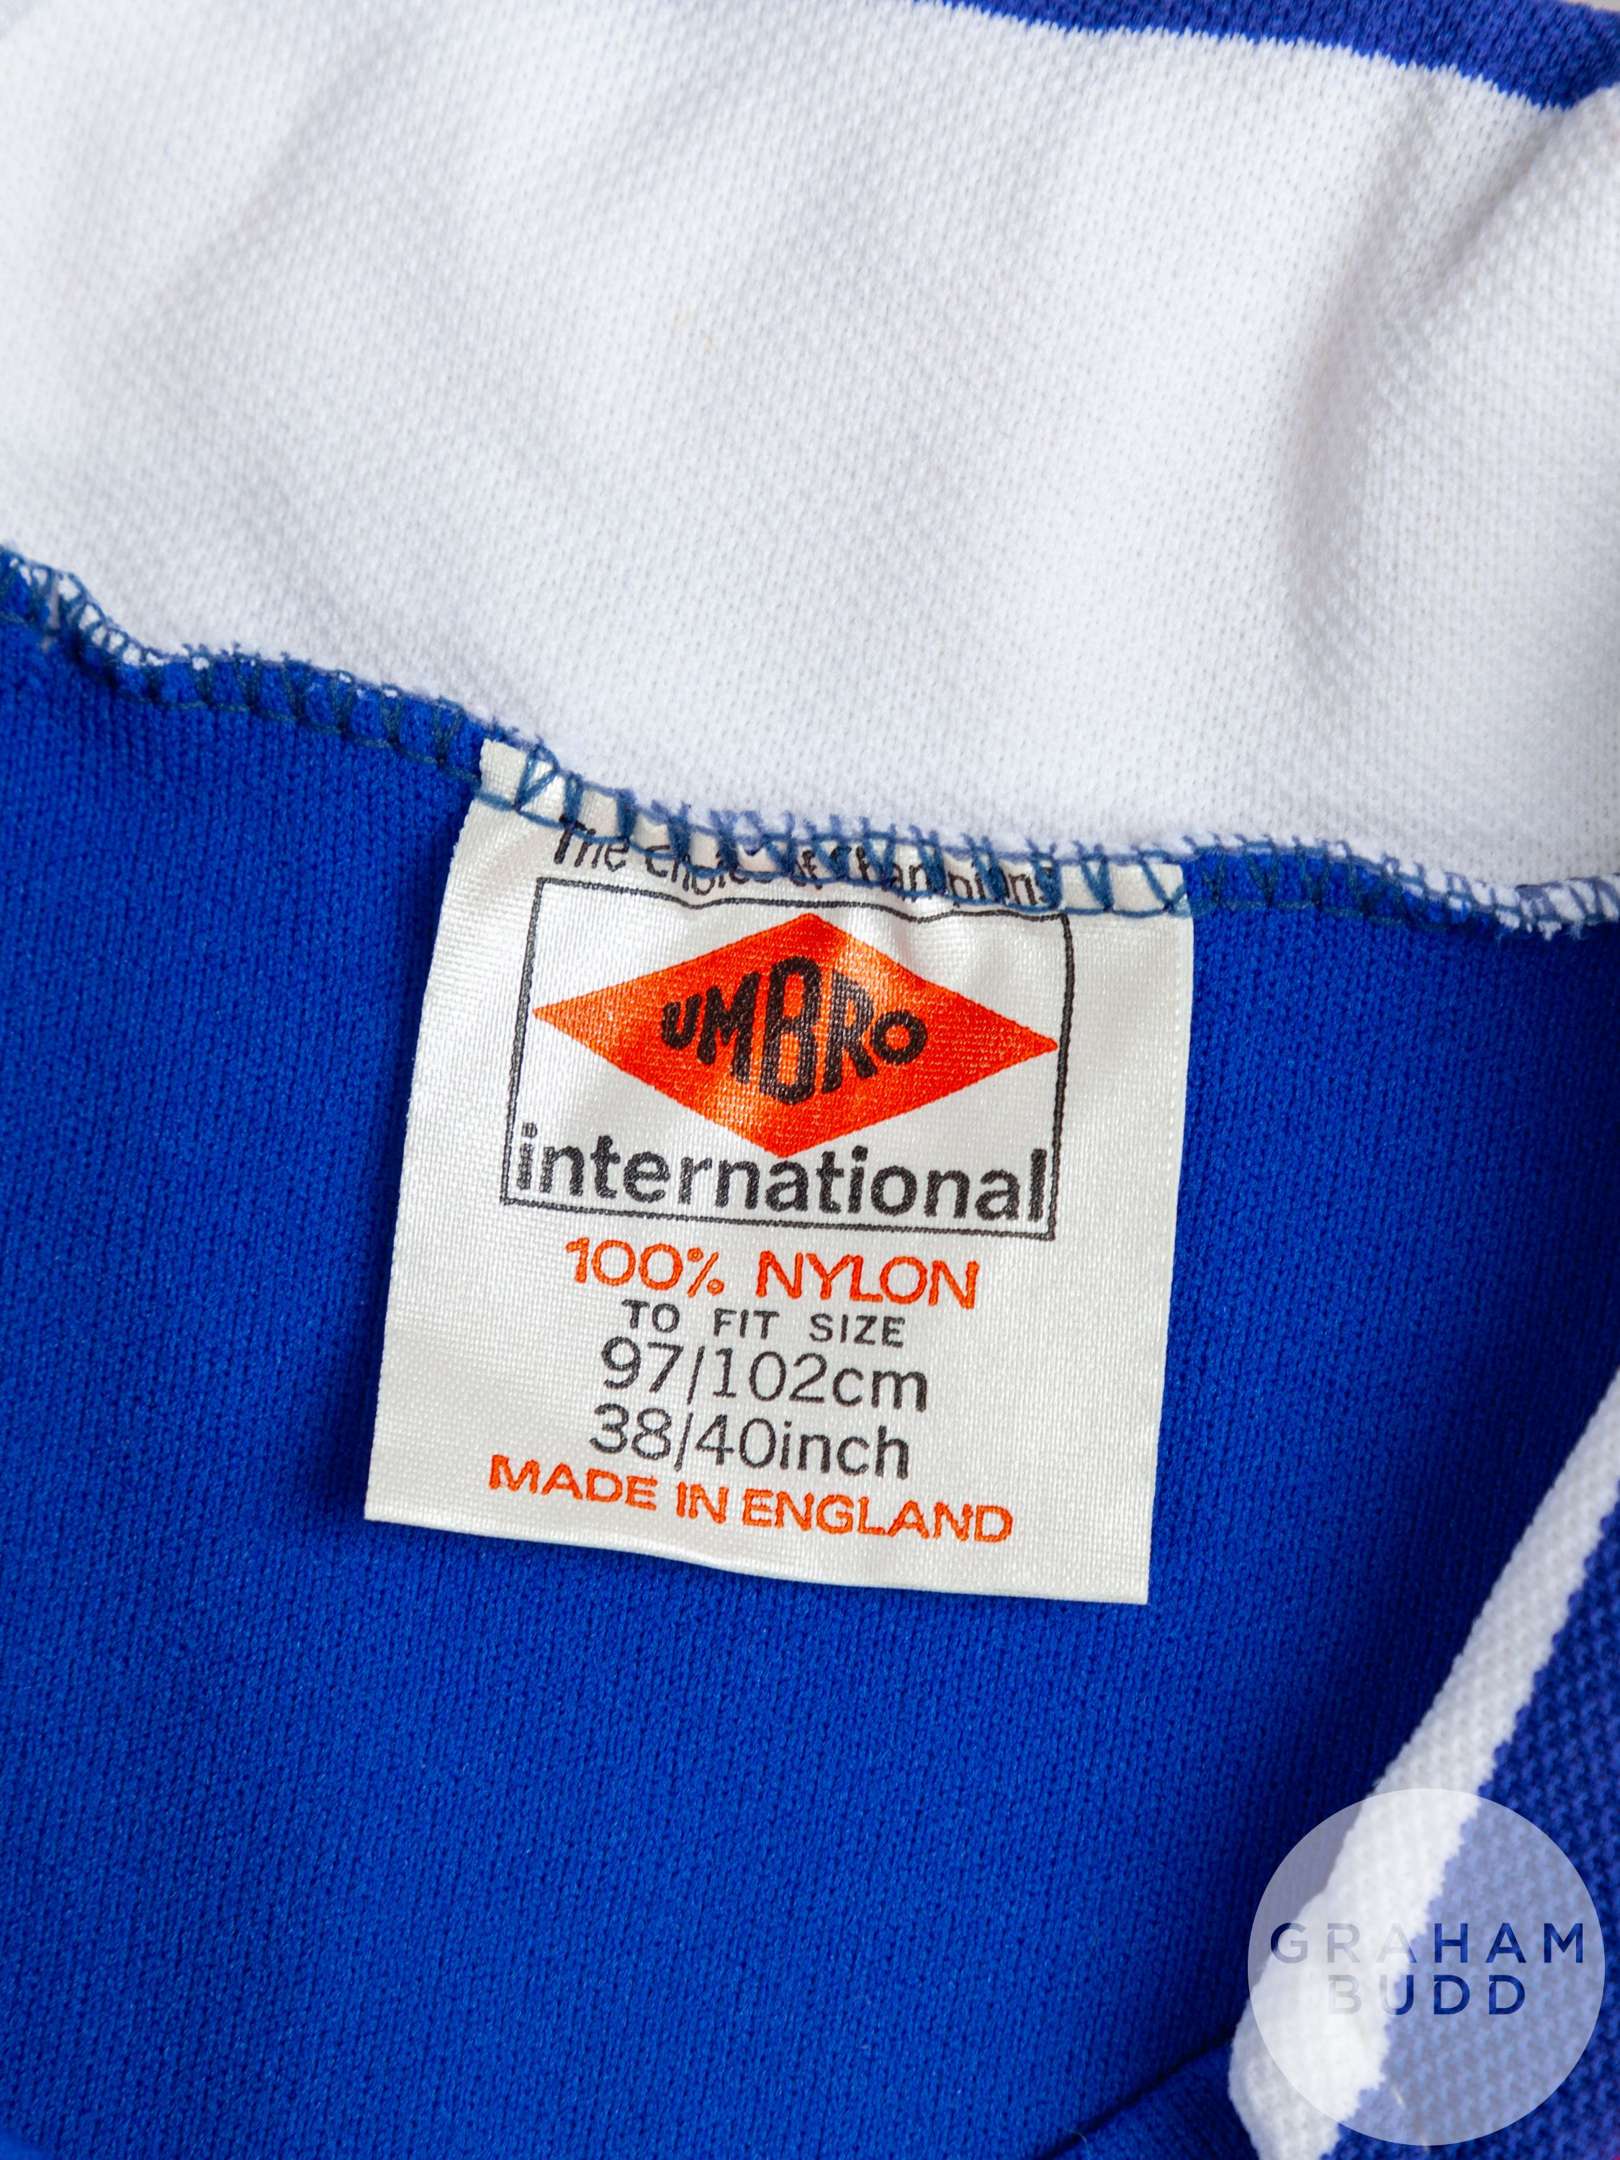 The choice of Champions
UMBRO
international
100% NYLON
TO FIT SIZE
97/102cm
38/40inch
MADE IN ENGLAND
GRAHAM
BUDD